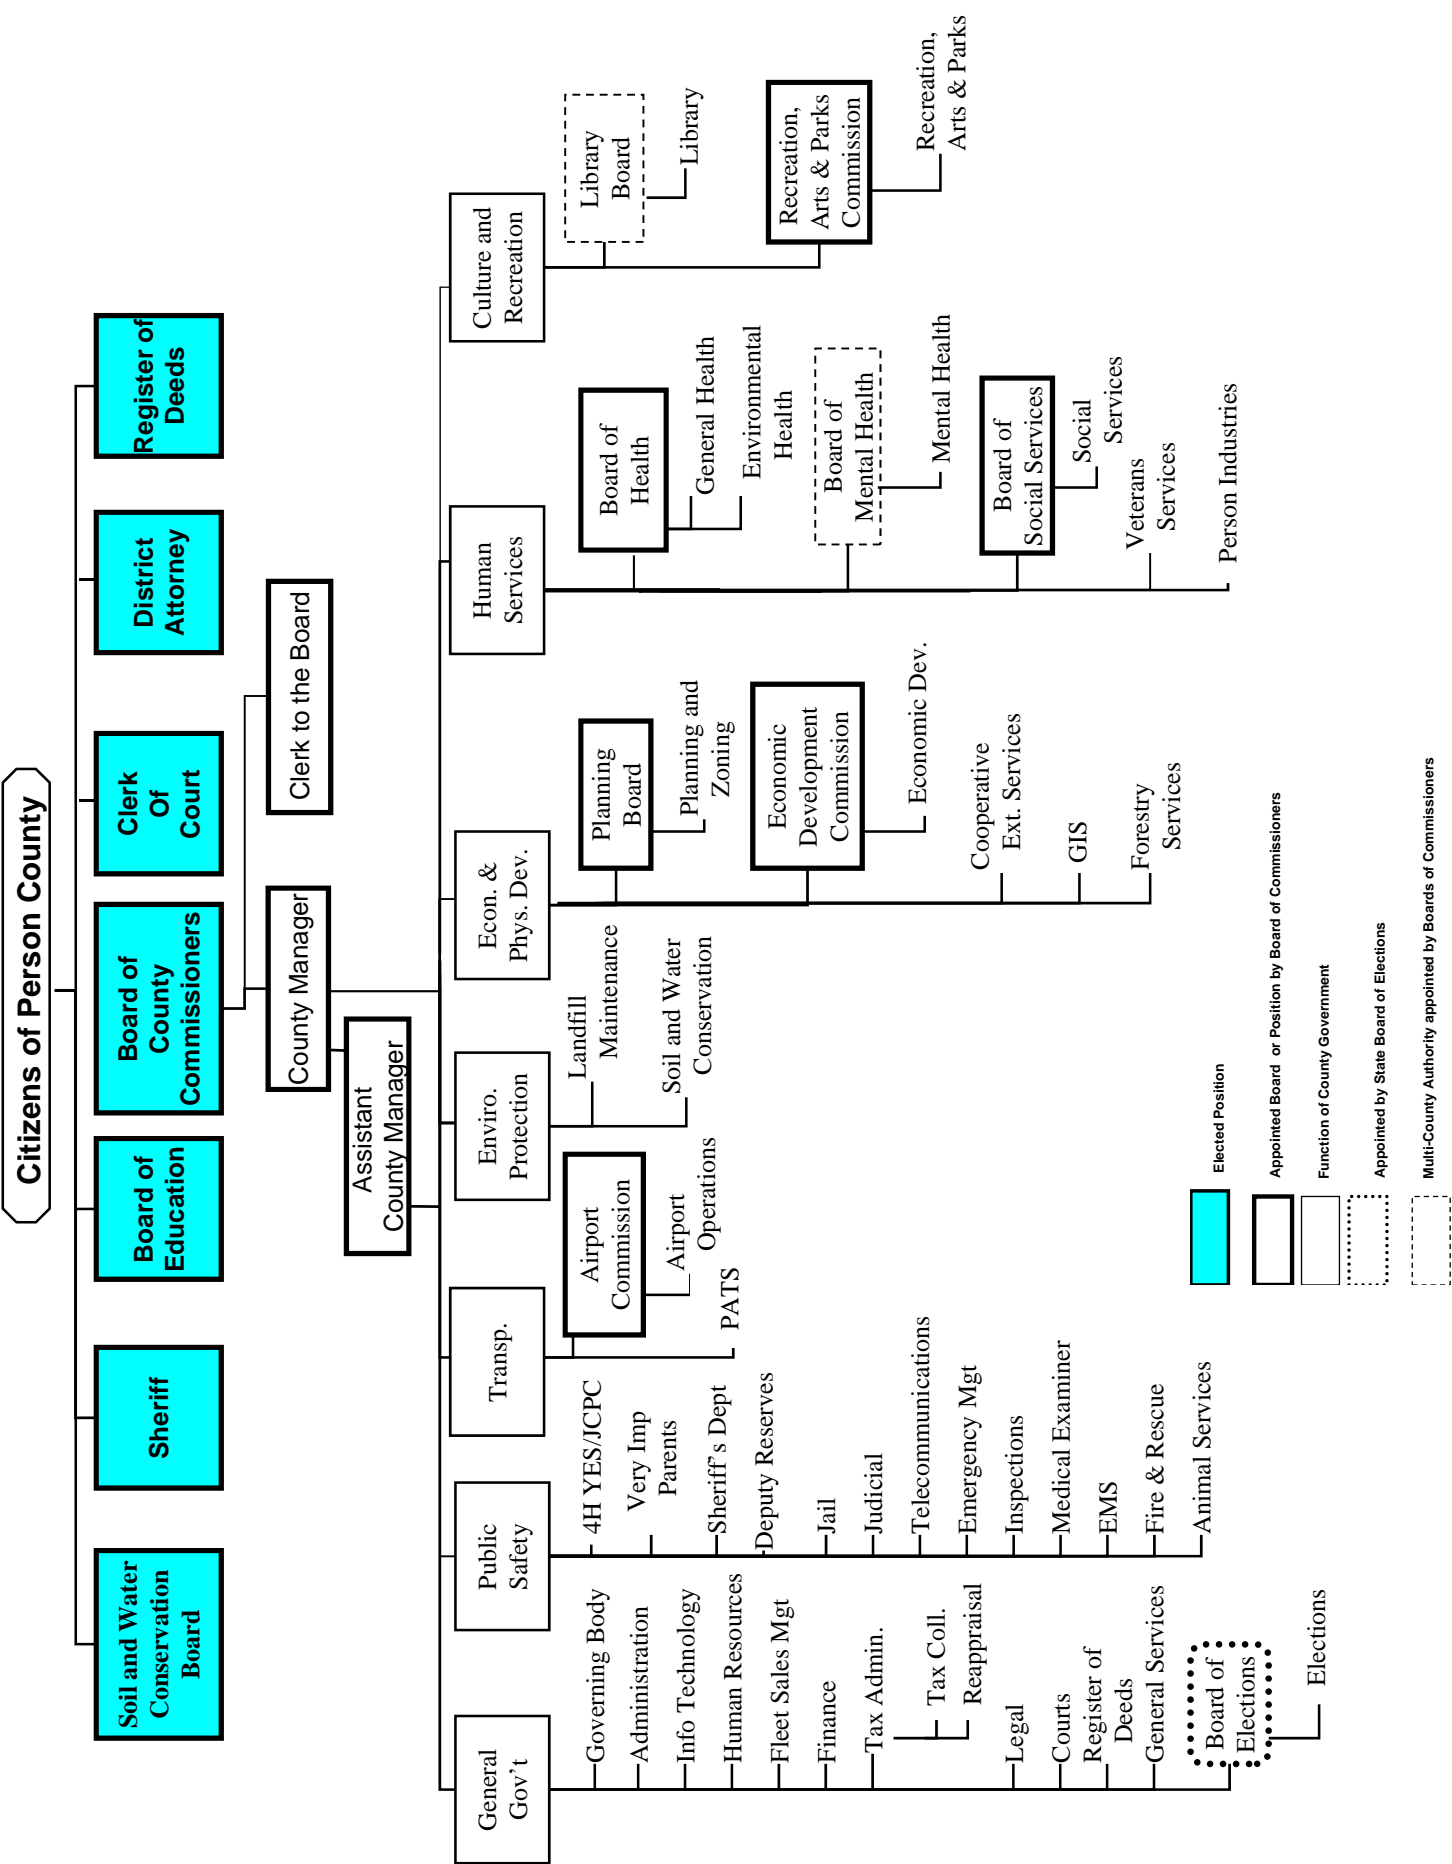 Citizens of Person County
Soil and Water
Conservation
Board
Sheriff
Board of
Education
Board of
County
Commissioners
Clerk
Of
Court
District
Attorney
Register of
Deeds
County Manager
Clerk to the Board
Assistant
County Manager
General
Gov't
Public
Safety
Transp.
Enviro.
Protection
Econ. &
Phys. Dev.
Human
Services
Culture and
Recreation
Governing Body
Administration
Info Technology
Human Resources
Fleet Sales Mgt
Finance
Tax Admin.
Tax Coll.
Reappraisal
Legal
Courts
Register of
Deeds
General Services
Board of
Elections
Elections
4H YES/JCPC
Very Imp
Parents
Sheriff's Dept
Deputy Reserves
Jail
Judicial
Telecommunications
Emergency Mgt
Inspections
Medical Examiner
EMS
Fire & Rescue
Animal Services
Airport
Commission
Airport
Operations
PATS
Landfill
Maintenance
Soil and Water
Conservation
Planning
Board
Planning and
Zoning
Economic
Development
Commission
Economic Dev.
Cooperative
Ext. Services
GIS
Forestry
Services
Board of
Health
General Health
Environmental
Health
Board of
Mental Health
Mental Health
Board of
Social Services
Social
Services
Veterans
Services
Person Industries
Library
Board
Library
Recreation,
Arts & Parks
Commission
Recreation,
Arts & Parks
Elected Position
Appointed Board or Position by Board of Commissioners
Function of County Government
Appointed by State Board of Elections
Multi-County Authority appointed by Boards of Commissioners